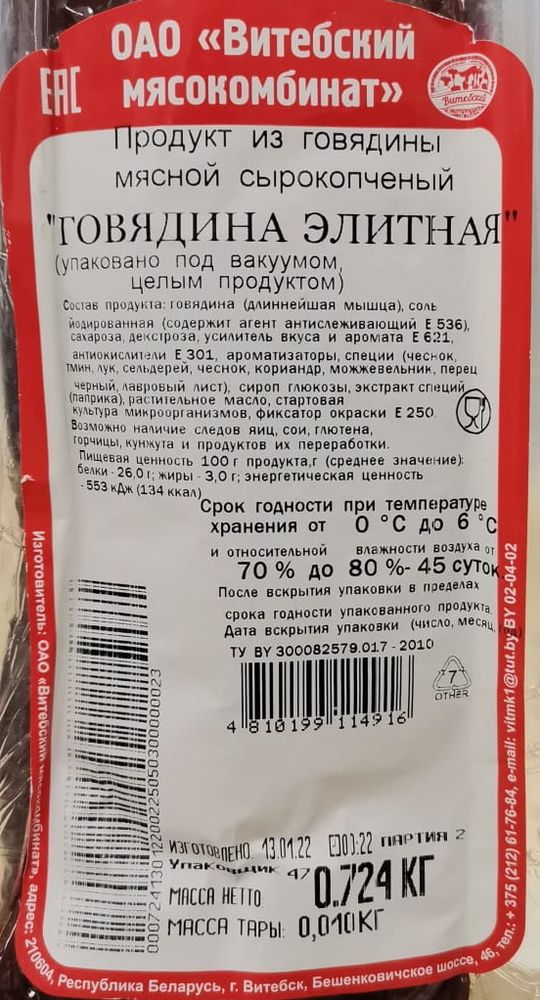 ОАО «Витебский
мясокомбинат»
EAC
Витебский
Продукт из говядины
мясной сырокопченый
"ГОВЯДИНА ЭЛИТНАЯ"
(упаковано под вакуумом,
целым продуктом)
Состав продукта: говядина (длиннейшая мышца), соль
йодированная (содержит агент антислеживающий Е 536),
сахароза, декстроза, усилитель вкуса и аромата Е 621,
антиокислители Е 301, ароматизаторы, специи (чеснок,
тмин, лук, сельдерей, чеснок, кориандр, можжевельник, перец
черный, лавровый лист), сироп глюкозы, экстракт специй
(паприка), растительное масло, стартовая
культура микроорганизмов, фиксатор окраски Е 250.
Возможно наличие следов яиц, сои, глютена,
горчицы, кунжута и продуктов их переработки.
Пищевая ценность 100 г продукта,г (среднее значение):
белки - 26,0 г; жиры - 3,0 г; энергетическая ценность
- 553 кДж (134 ккал)
Срок годности при температуре
хранения от 0 °С до 6 °С
и относительной влажности воздуха от
70 % до 80 %- 45 суток.
После вскрытия упаковки в пределах
срока годности упакованного продукта.
Дата вскрытия упаковки (число, месяц,
ТУ BY 300082579.017 - 2010
7
OTHER
4 810199 114916
ИЗГОТОВЛЕНО: 13.01.22 ПАРТИЯ 2
Упаковщик 47
МАССА НЕТТО: 0.724 КГ
МАССА ТАРЫ: 0,010КГ
Изготовитель: ОАО «Витебский мясокомбинат», адрес: 210604, Республика Беларусь, г. Витебск, Бешенковичское шоссе, 46, тел.: + 375 (212) 61-76-84, e-mail: vitmk1@tut.by BY 02-04-02